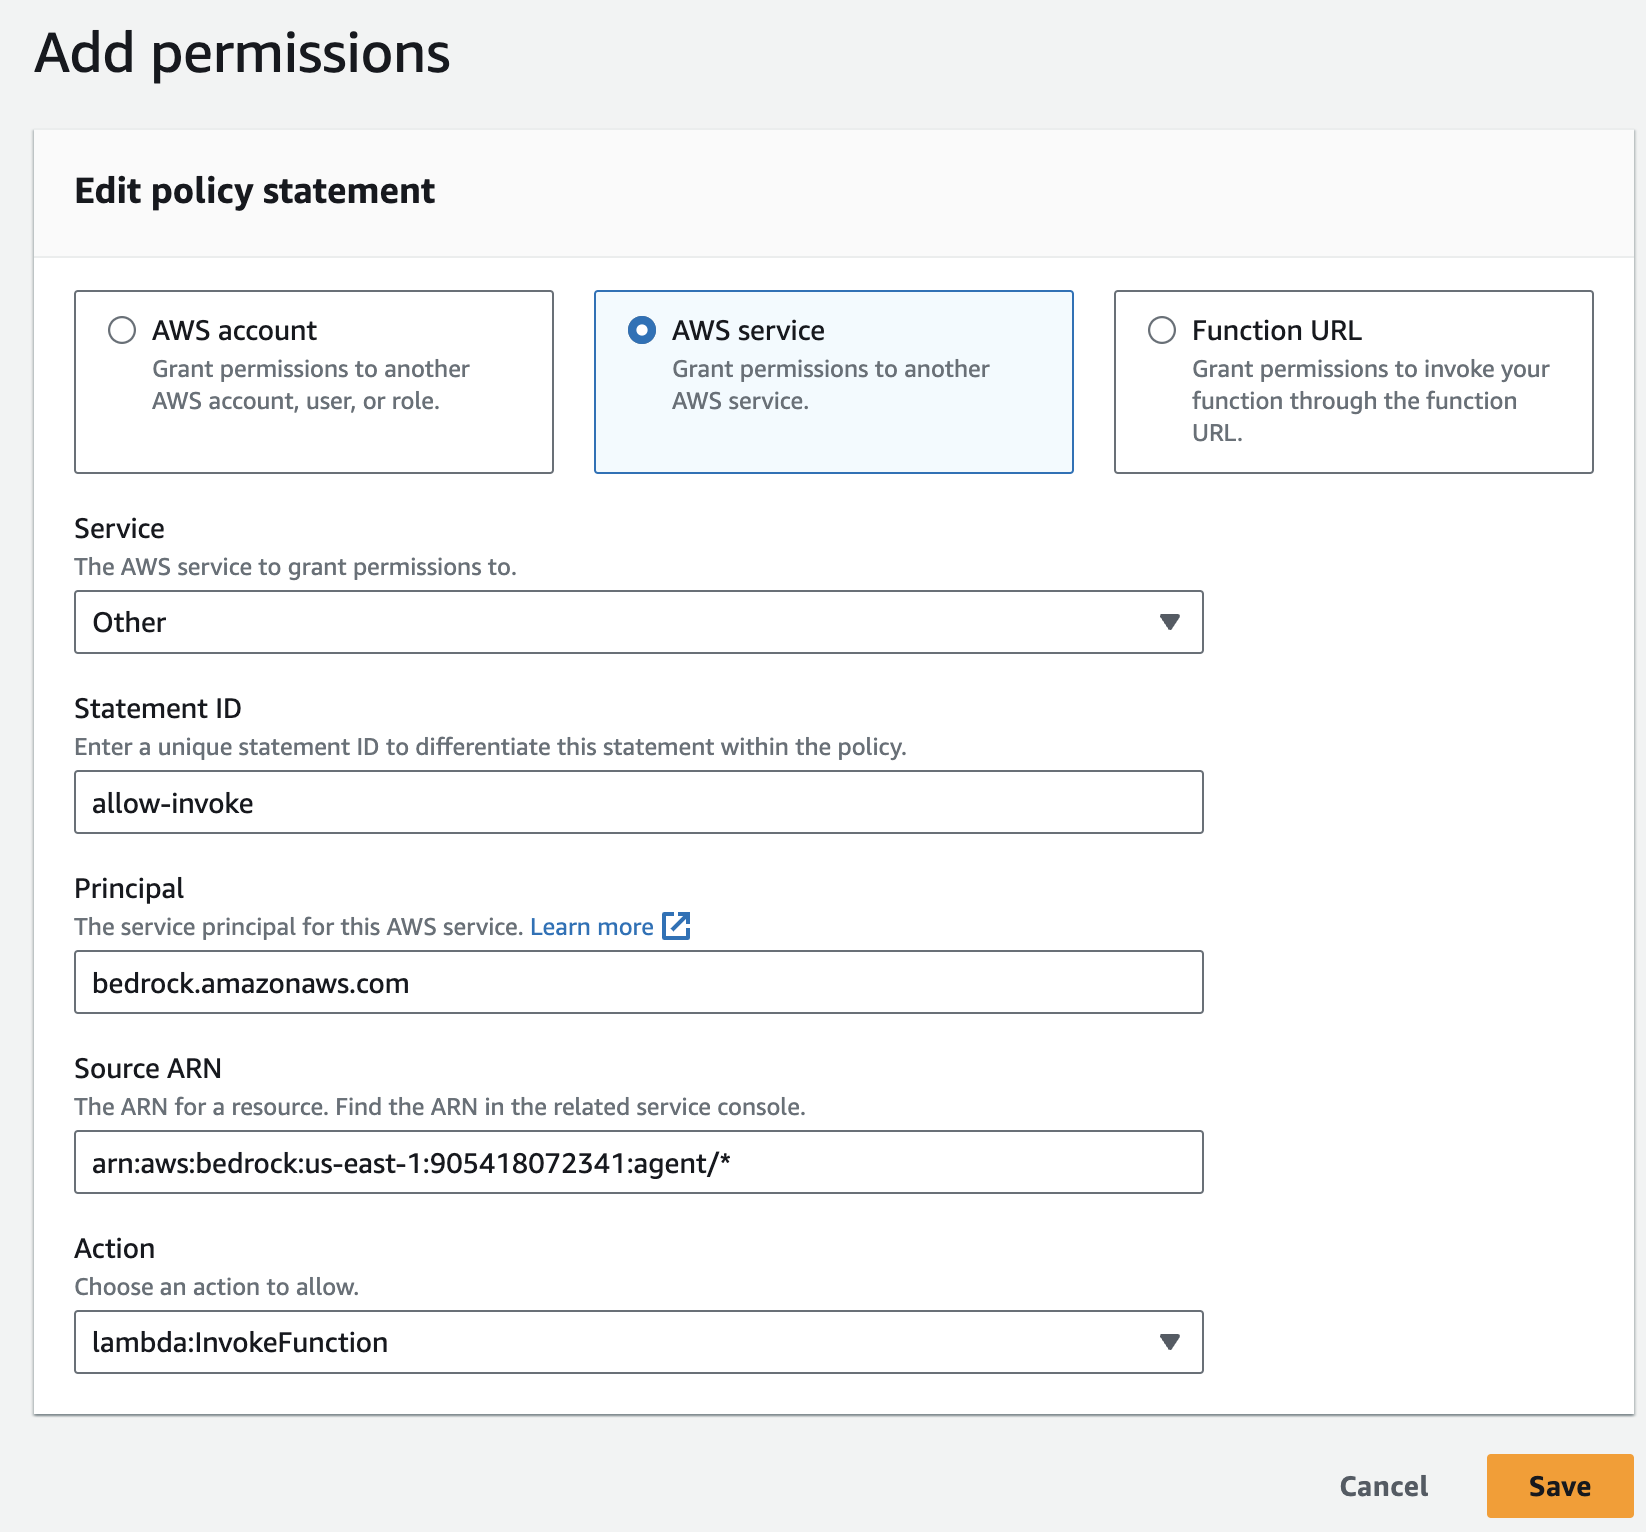 Add permissions
Edit policy statement
AWS account
Grant permissions to another
AWS account, user, or role.
AWS service
Grant permissions to another
AWS service.
Function URL
Grant permissions to invoke your
function through the function
URL.
Service
The AWS service to grant permissions to.
Other
Statement ID
Enter a unique statement ID to differentiate this statement within the policy.
allow-invoke
Principal
The service principal for this AWS service. Learn more
bedrock.amazonaws.com
Source ARN
The ARN for a resource. Find the ARN in the related service console.
arn:aws:bedrock:us-east-1:905418072341:agent/*
Action
Choose an action to allow.
lambda:InvokeFunction
Cancel
Save